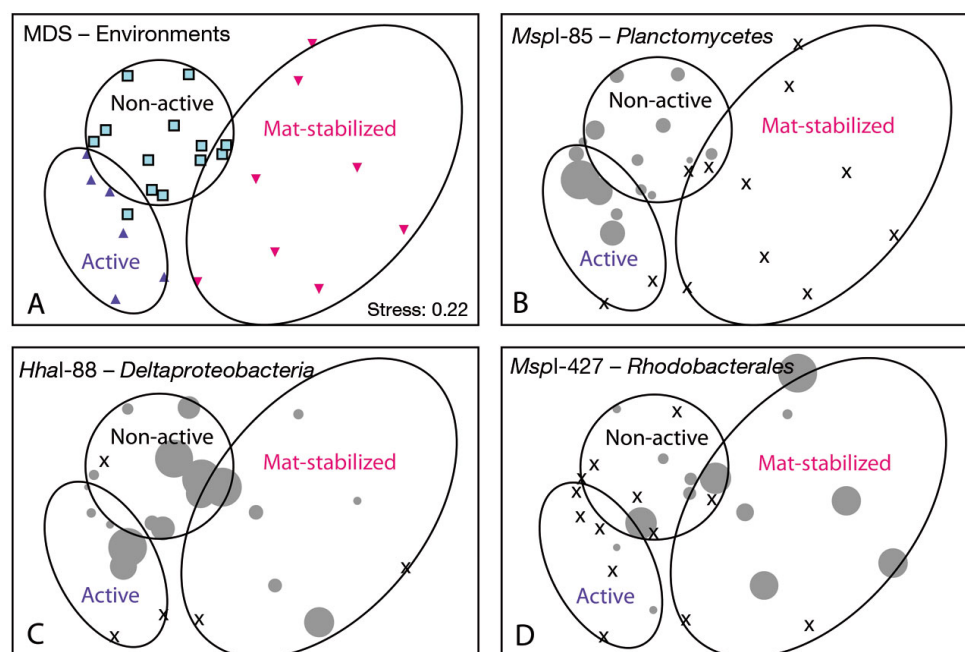 MDS – Environments
Non-active
Mat-stabilized
Active
A
Stress: 0.22
MspI-85 – Planctomycetes
Non-active
Mat-stabilized
Active
B
x
x
x
x
x
x
x
x
x
x
x
x
HhaI-88 – Deltaproteobacteria
Non-active
Mat-stabilized
Active
C
x
x
x
x
x
MspI-427 – Rhodobacterales
Non-active
Mat-stabilized
Active
D
x
x
x
x
x
x
x
x
x
x
x
x
x